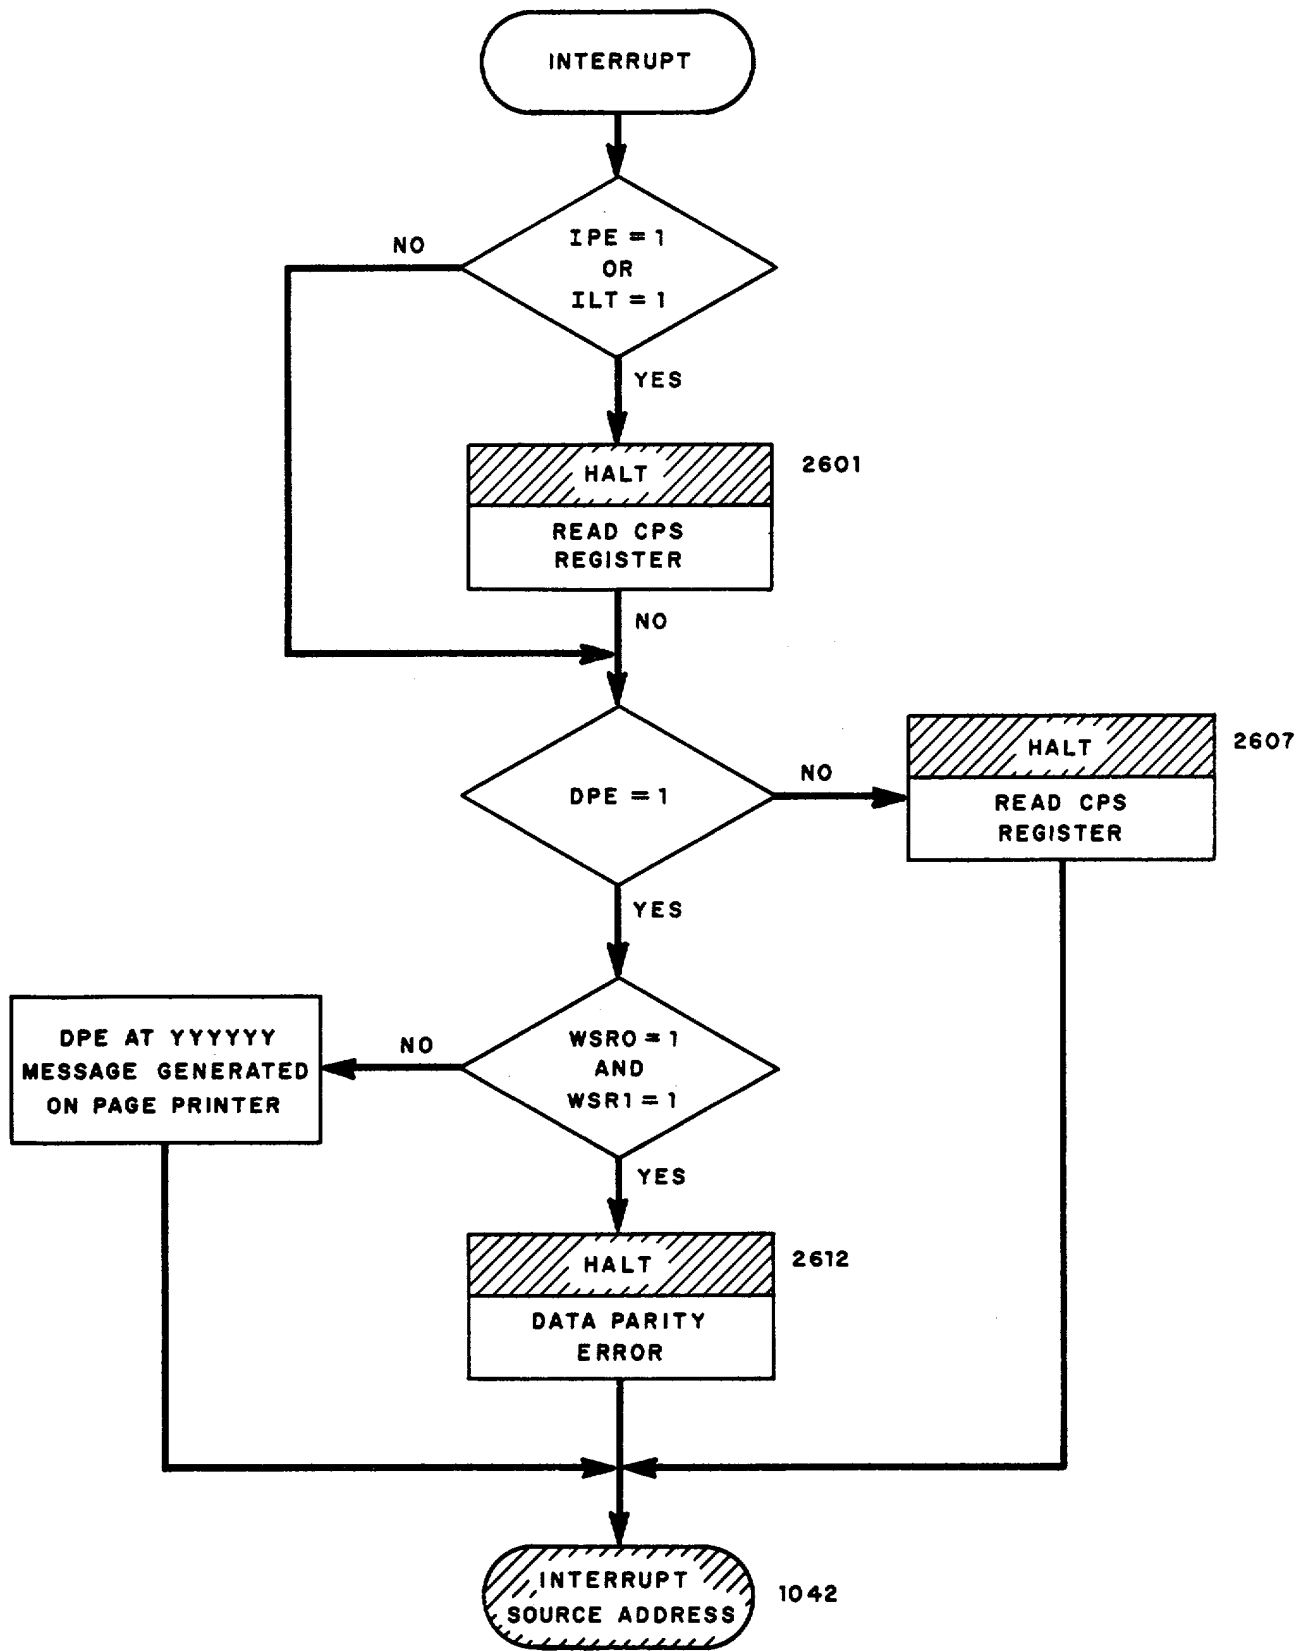 INTERRUPT
NO
IPE = 1
OR
ILT = 1
YES
HALT
2601
READ CPS
REGISTER
NO
DPE = 1
NO
HALT
2607
READ CPS
REGISTER
YES
WSR0 = 1
AND
WSR1 = 1
NO
DPE AT YYYYYY
MESSAGE GENERATED
ON PAGE PRINTER
YES
HALT
2612
DATA PARITY
ERROR
INTERRUPT
SOURCE ADDRESS
1042